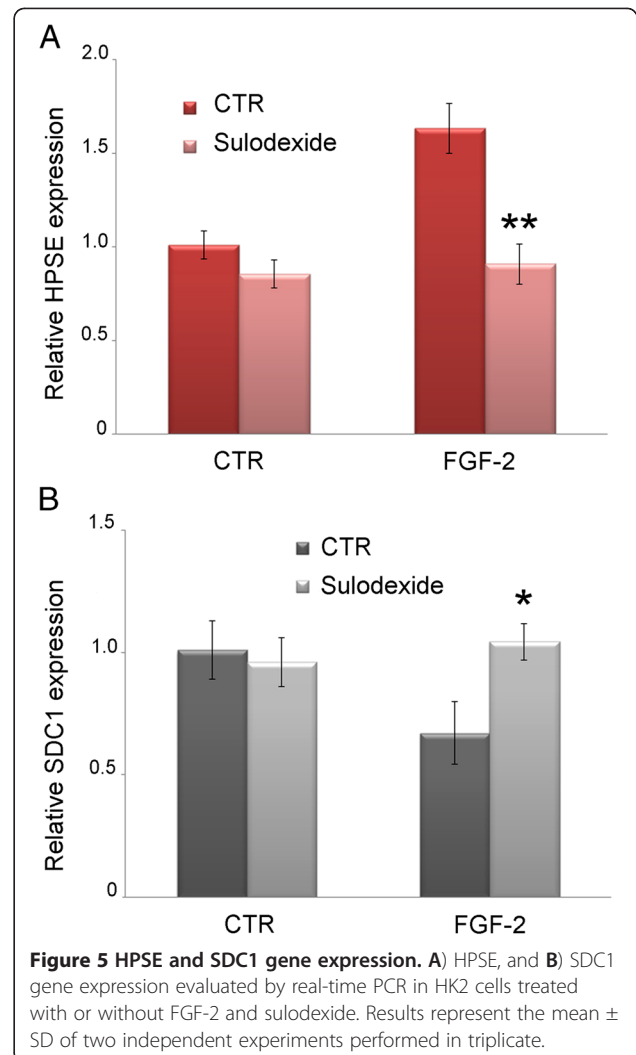 A
2.0
CTR
Sulodexide
1.5
**
1.0
0.5
0
Relative HPSE expression
CTR
FGF-2
B
1.5
CTR
Sulodexide
*
1.0
0.5
0
Relative SDC1 expression
CTR
FGF-2
Figure 5 HPSE and SDC1 gene expression. A) HPSE, and B) SDC1
gene expression evaluated by real-time PCR in HK2 cells treated
with or without FGF-2 and sulodexide. Results represent the mean ±
SD of two independent experiments performed in triplicate.